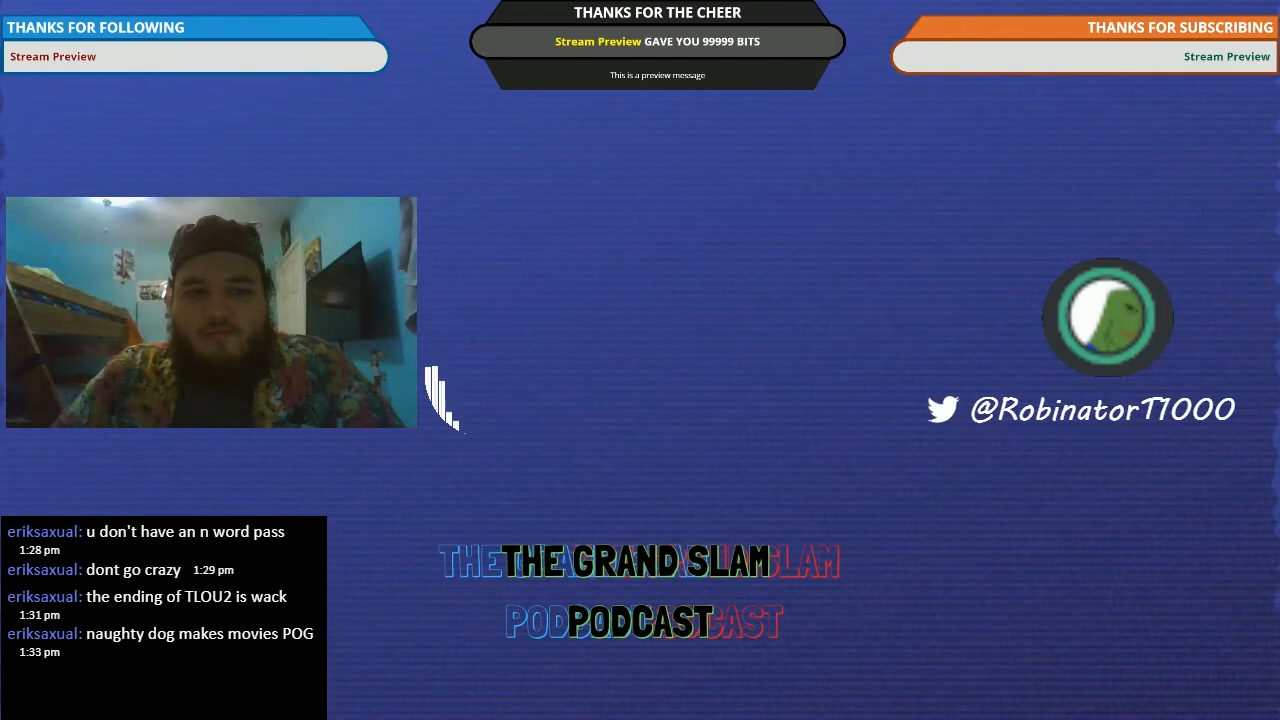 THANKS FOR FOLLOWING
Stream Preview
THANKS FOR THE CHEER
Stream Preview GAVE YOU 99999 BITS
This is a preview message
THANKS FOR SUBSCRIBING
Stream Preview
@RobinatorT1000
eriksaxual: u don't have an n word pass
1:28 pm
eriksaxual: dont go crazy 1:29 pm
eriksaxual: the ending of TLOU2 is wack
1:31 pm
eriksaxual: naughty dog makes movies POG
1:33 pm
THE GRAND SLAM
PODCAST